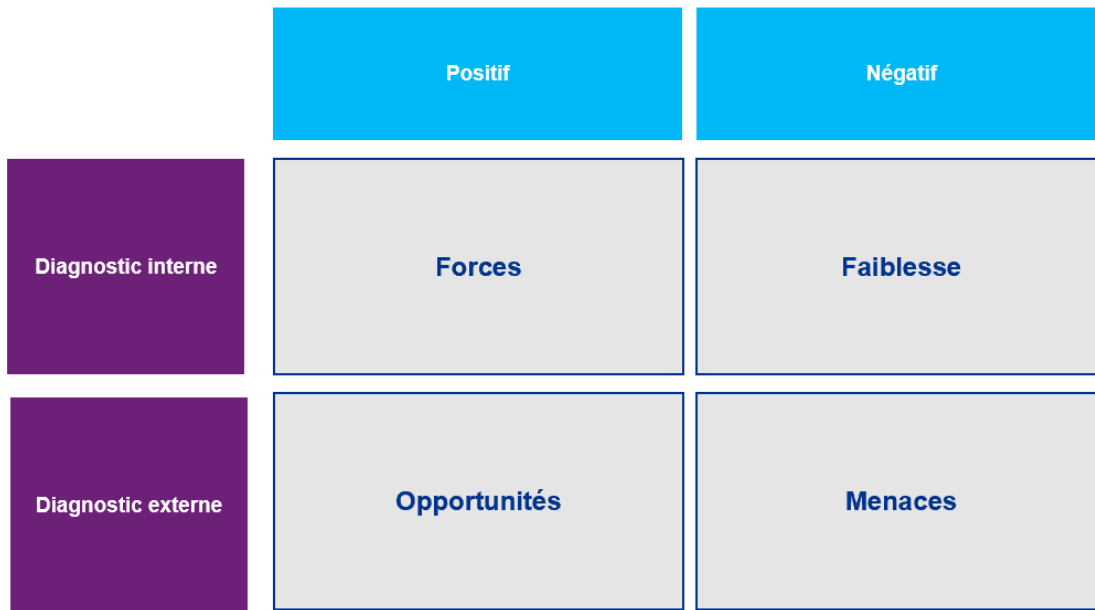 Positif
Négatif
Diagnostic interne
Forces
Faiblesse
Diagnostic externe
Opportunités
Menaces